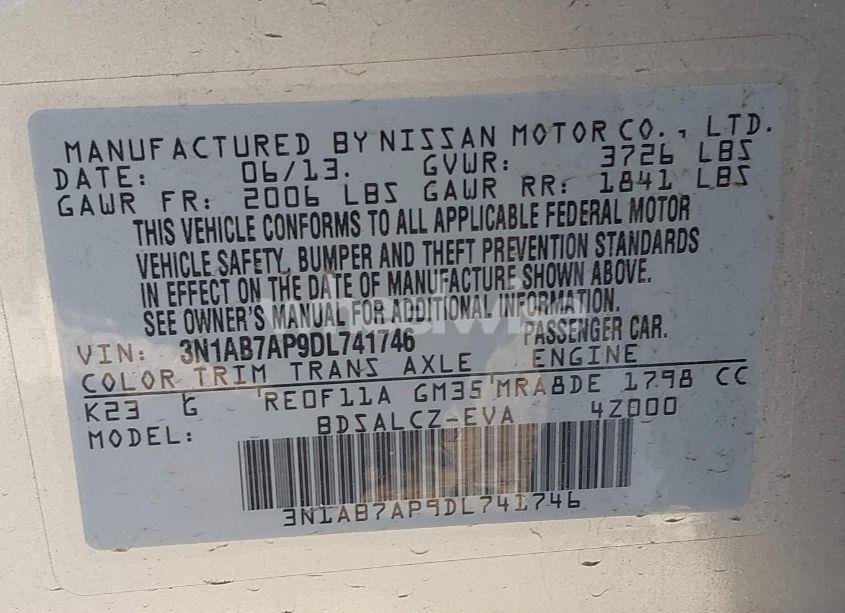 MANUFACTURED BY NISSAN MOTOR CO., LTD.
DATE: 06/13. GVWR: 3726 LBS
GAWR FR: 2006 LBS GAWR RR: 1841 LBS
THIS VEHICLE CONFORMS TO ALL APPLICABLE FEDERAL MOTOR
VEHICLE SAFETY, BUMPER AND THEFT PREVENTION STANDARDS
IN EFFECT ON THE DATE OF MANUFACTURE SHOWN ABOVE.
SEE OWNER'S MANUAL FOR ADDITIONAL INFORMATION.
VIN: 3N1AB7AP9DL741746 PASSENGER CAR.
COLOR TRIM TRANS AXLE ENGINE
K23 G RE0F11A GM35 MRA8DE 1798 CC
MODEL: BDSALCZ-EVA 4Z000
3N1AB7AP9DL741746